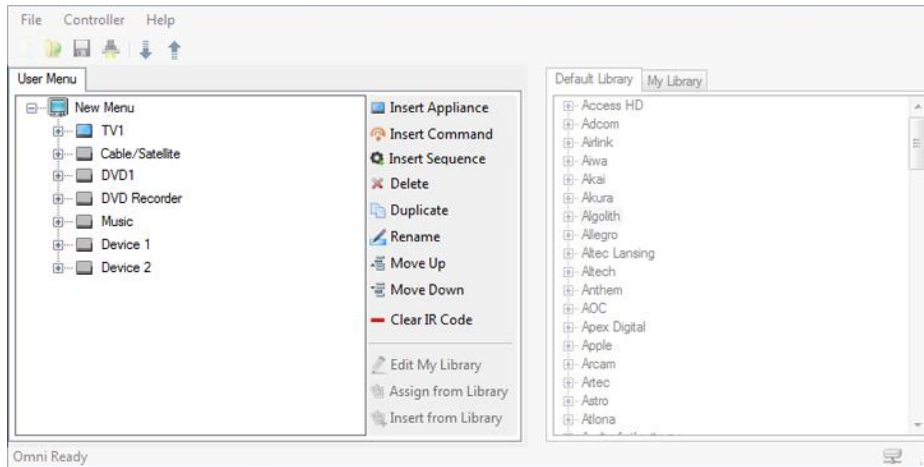 File Controller Help
User Menu
New Menu
TV1
Cable/Satellite
DVD1
DVD Recorder
Music
Device 1
Device 2
Insert Appliance
Insert Command
Insert Sequence
Delete
Duplicate
Rename
Move Up
Move Down
Clear IR Code
Edit My Library
Assign from Library
Insert from Library
Default Library My Library
Access HD
Adcom
Airlink
Aiwa
Akai
Akura
Algolith
Allegro
Altec Lansing
Altech
Anthem
AOC
Apex Digital
Apple
Arcam
Artec
Astro
Atlona
Omni Ready